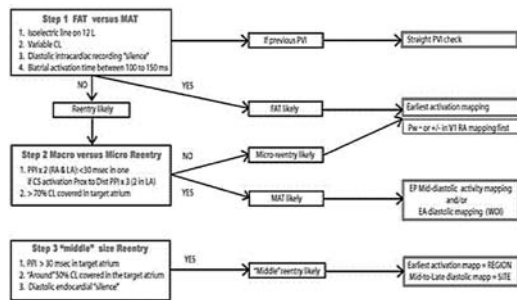 Step 1 FAT versus MAT
1. Isoelectric line on 12 L
2. Variable CL
3. Diastolic intracardiac recording "silence"
4. Biatrial activation time between 100 to 150 ms
If previous PVI
Straight PVI check
NO
YES
Reentry likely
FAT likely
Earliest activation mapping
Pw - or +/- in V1 RA mapping first
Step 2 Macro versus Micro Reentry
1. PPI x 2 (RA & LA) <30 msec in one
if CS activation Prox to Dist PPI x 3 (2 in LA)
2. > 70% CL covered in target atrium
NO
Micro-reentry likely
YES
MAT likely
EP Mid-diastolic activity mapping
and/or
EA diastolic mapping (WOI)
Step 3 "middle" size Reentry
1. PPI > 30 msec in target atrium
2. "Around" 50% CL covered in the target atrium
3. Diastolic endocardial "silence"
YES
"Middle" reentry likely
Earliest activation mapp = REGION
Mid-to-Late diastolic mapp = SITE